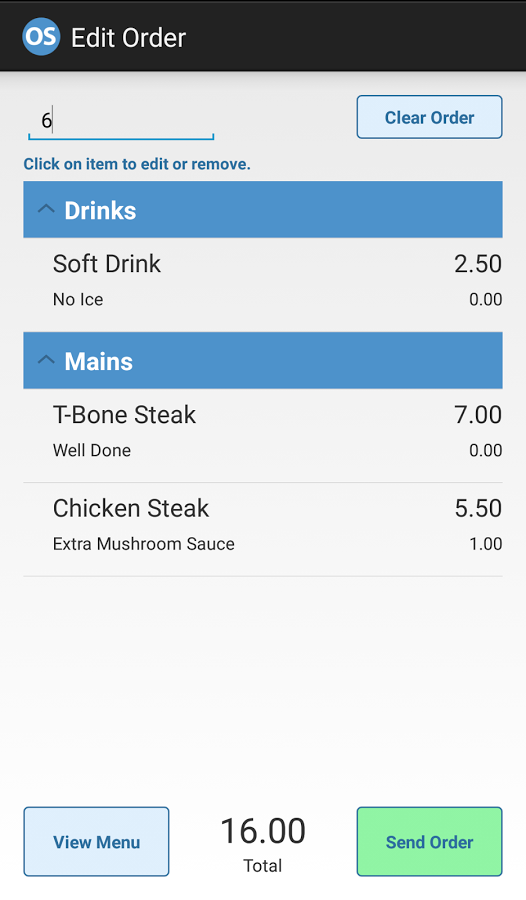 OS Edit Order
6 Clear Order
Click on item to edit or remove.
Drinks
Soft Drink 2.50
No Ice 0.00
Mains
T-Bone Steak 7.00
Well Done 0.00
Chicken Steak 5.50
Extra Mushroom Sauce 1.00
View Menu 16.00 Send Order
Total